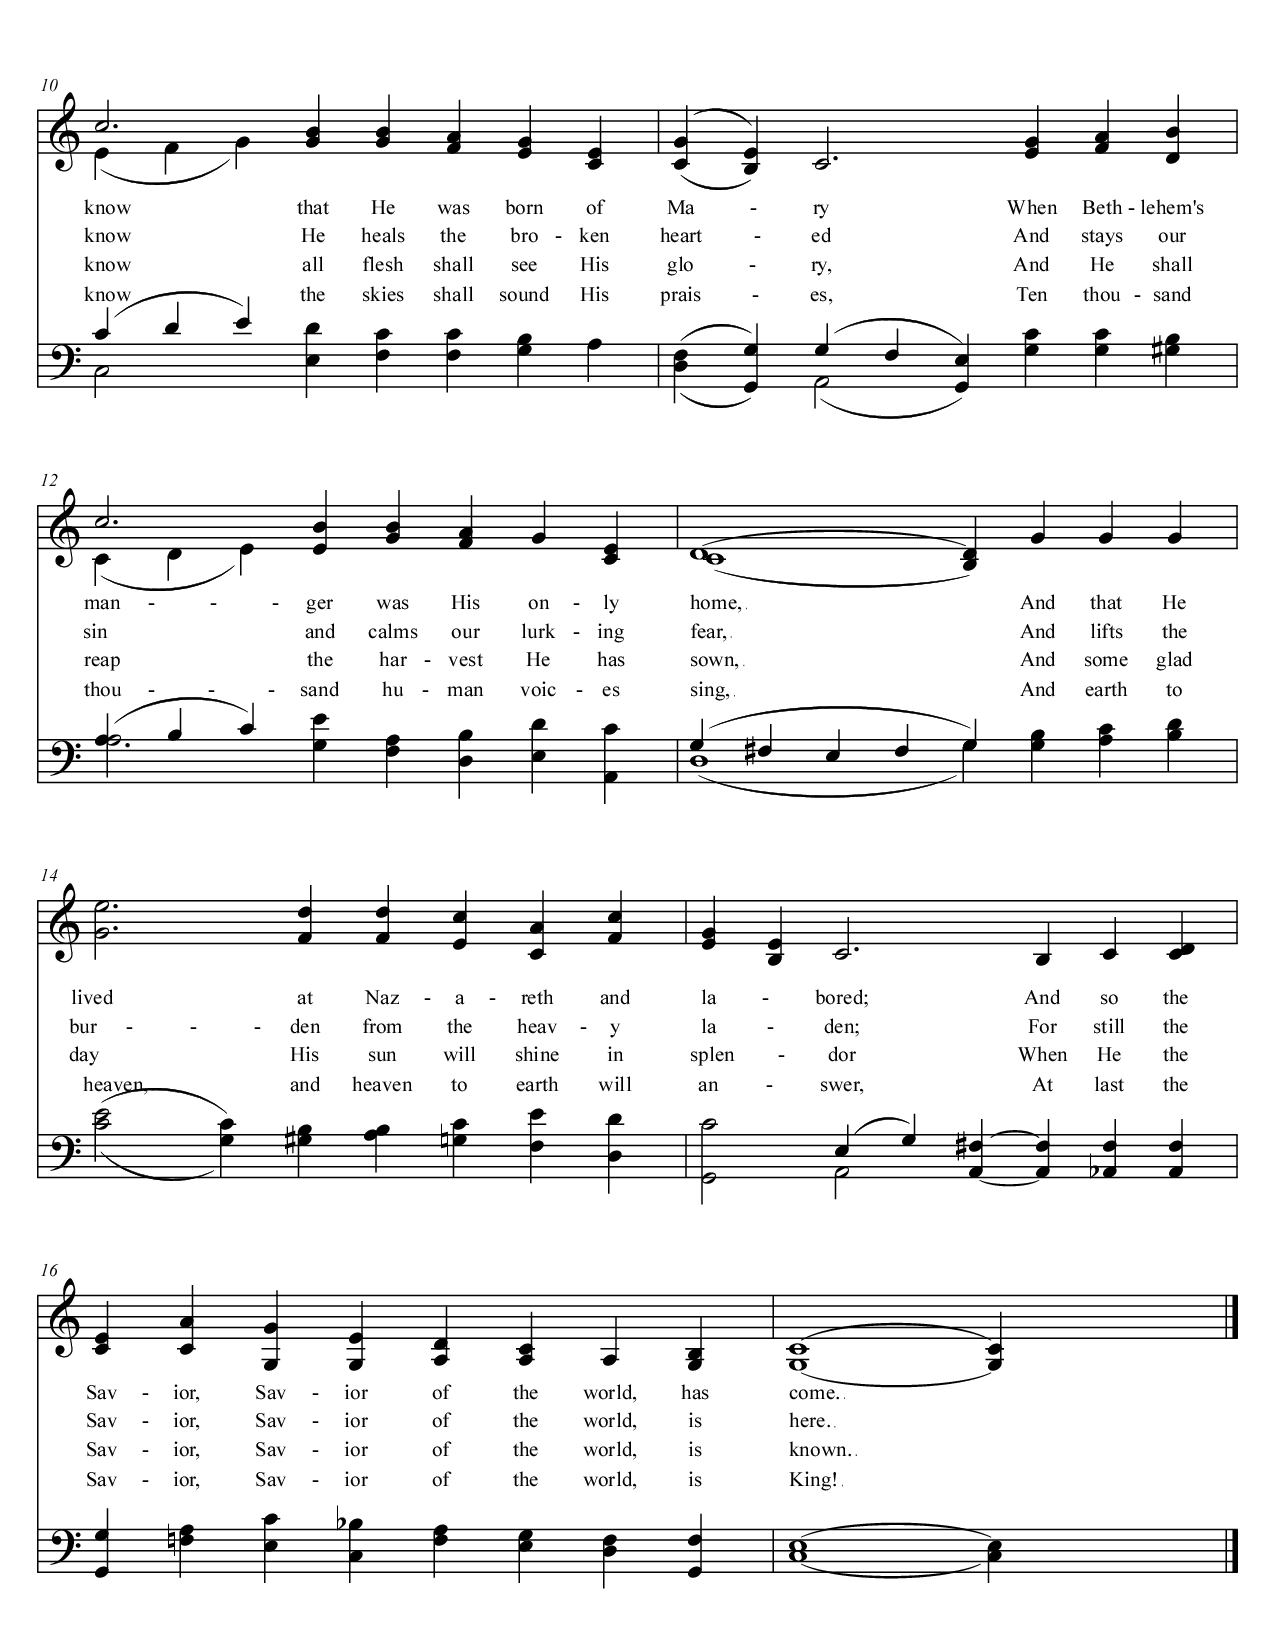 10
know that He was born of Ma - ry When Beth - lehem's
know He heals the bro - ken heart - ed And stays our
know all flesh shall see His glo - ry, And He shall
know the skies shall sound His prais - es, Ten thou - sand
12
man - - - ger was His on - ly home, And that He
sin and calms our lurk - ing fear, And lifts the
reap the har - vest He has sown, And some glad
thou - - - sand hu - man voic - es sing, And earth to
14
lived at Naz - a - reth and la - bored; And so the
bur - - - den from the heav - y la - den; For still the
day His sun will shine in splen - dor When He the
heaven, and heaven to earth will an - swer, At last the
16
Sav - ior, Sav - ior of the world, has come.
Sav - ior, Sav - ior of the world, is here.
Sav - ior, Sav - ior of the world, is known.
Sav - ior, Sav - ior of the world, is King!